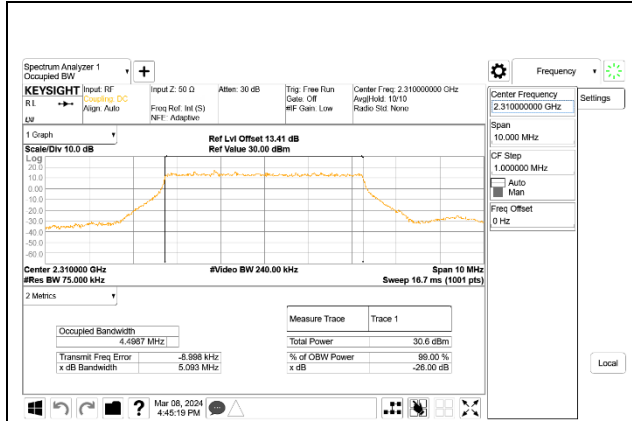 Spectrum Analyzer 1
Occupied BW
Frequency
Settings
KEYSIGHT
R L
Input: RF
Coupling: DC
Align: Auto
Input Z: 50 Ω
Freq Ref: Int (S)
NFE: Adaptive
Atten: 30 dB
Trig: Free Run
Gate: Off
#IF Gain: Low
Center Freq: 2.310000000 GHz
Avg|Hold: 10/10
Radio Std: None
1 Graph
Scale/Div 10.0 dB
Ref Lvl Offset 13.41 dB
Ref Value 30.00 dBm
Log
20.0
10.0
0.00
-10.0
-20.0
-30.0
-40.0
-50.0
-60.0
Center 2.310000 GHz
#Res BW 75.000 kHz
#Video BW 240.00 kHz
Span 10 MHz
Sweep 16.7 ms (1001 pts)
2 Metrics
Occupied Bandwidth
4.4987 MHz
Transmit Freq Error -8.998 kHz
x dB Bandwidth 5.093 MHz
Measure Trace Trace 1
Total Power 30.6 dBm
% of OBW Power 99.00 %
x dB -26.00 dB
Center Frequency
2.310000000 GHz
Span
10.000 MHz
CF Step
1.000000 MHz
Auto
Man
Freq Offset
0 Hz
Local
Mar 08, 2024
4:45:19 PM